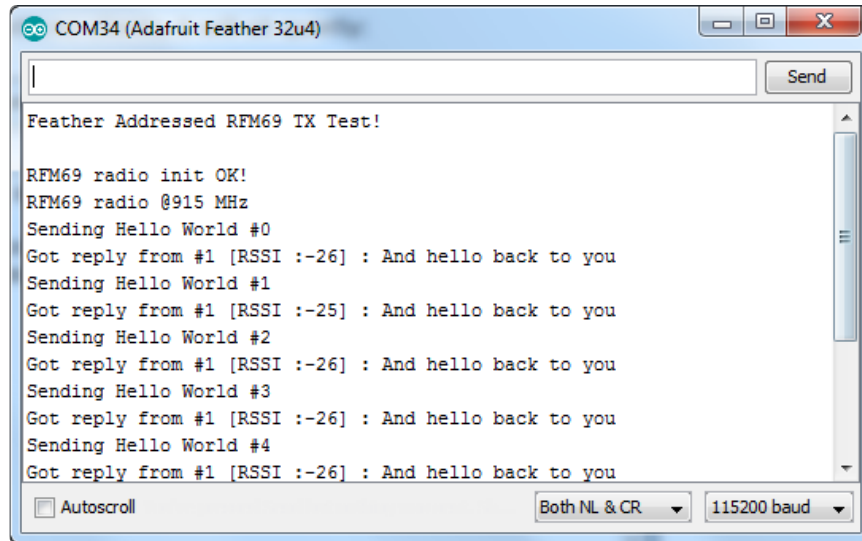 COM34 (Adafruit Feather 32u4)
Send
Feather Addressed RFM69 TX Test!
RFM69 radio init OK!
RFM69 radio @915 MHz
Sending Hello World #0
Got reply from #1 [RSSI :-26] : And hello back to you
Sending Hello World #1
Got reply from #1 [RSSI :-25] : And hello back to you
Sending Hello World #2
Got reply from #1 [RSSI :-26] : And hello back to you
Sending Hello World #3
Got reply from #1 [RSSI :-26] : And hello back to you
Sending Hello World #4
Got reply from #1 [RSSI :-26] : And hello back to you
Autoscroll Both NL & CR 115200 baud